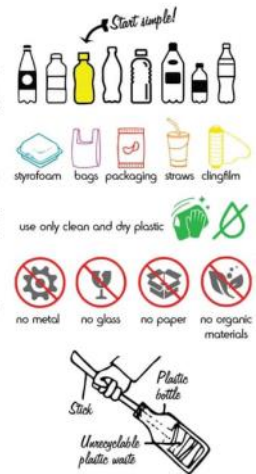 Start simple!
styrofoam bags packaging straws clingfilm
use only clean and dry plastic
no metal no glass no paper no organic materials
Stick
Plastic bottle
Unrecyclable plastic waste